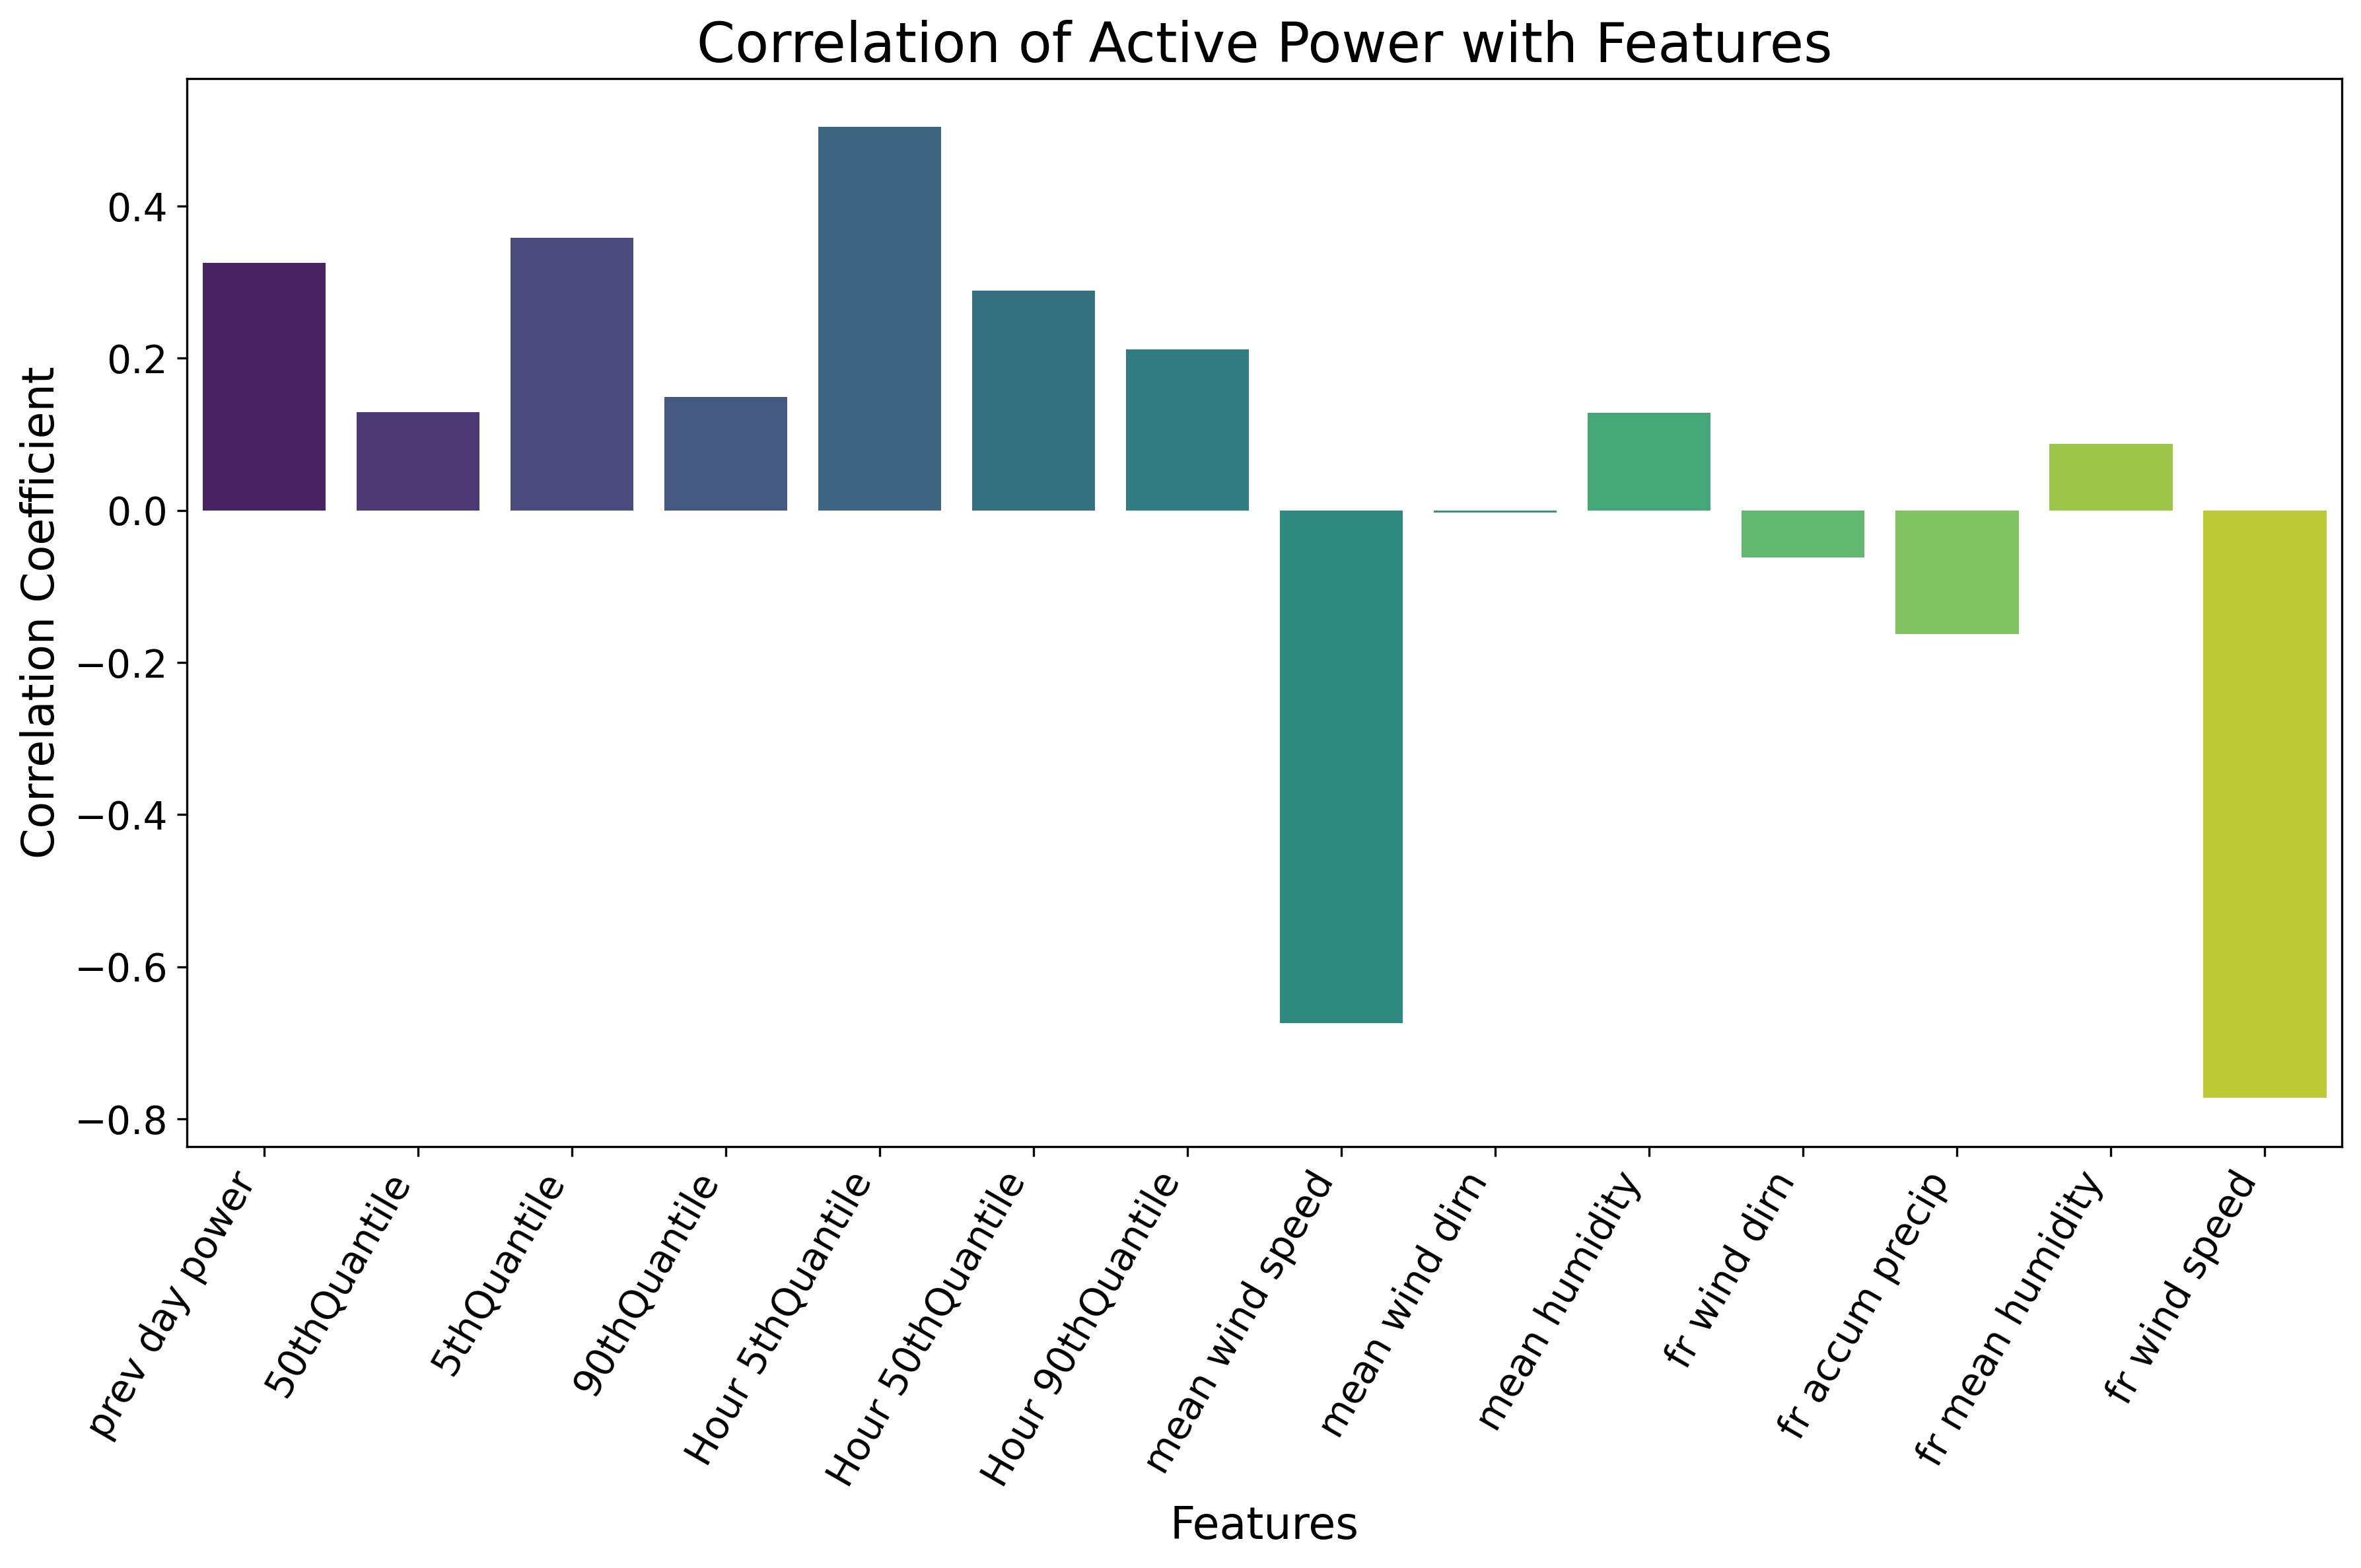 Correlation of Active Power with Features
Correlation Coefficient
0.4
0.2
0.0
−0.2
−0.4
−0.6
−0.8
prev day power
50thQuantile
5thQuantile
90thQuantile
Hour 5thQuantile
Hour 50thQuantile
Hour 90thQuantile
mean wind speed
mean wind dirn
mean humidity
fr wind dirn
fr accum precip
fr mean humidity
fr wind speed
Features